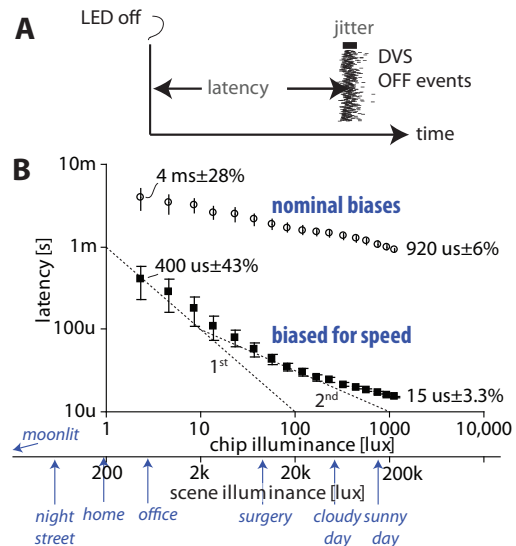 A
LED off
jitter
DVS
OFF events
latency
time
B
10m
1m
100u
10u
latency [s]
4 ms±28%
nominal biases
920 us±6%
400 us±43%
biased for speed
1st
2nd
15 us±3.3%
1 10 100 1000 10,000
chip illuminance [lux]
moonlit
200 2k 20k 200k
scene illuminance [lux]
night
street
home
office
surgery
cloudy
day
sunny
day